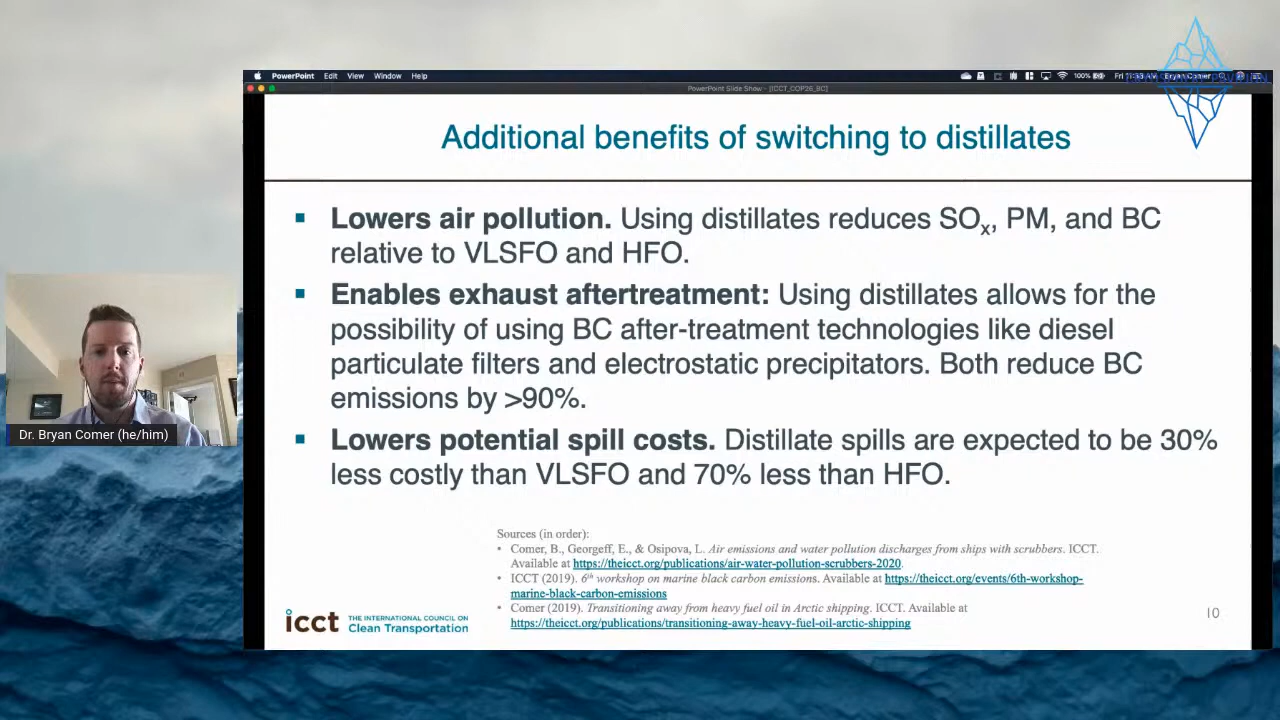 PowerPoint Edit View Window Help 100% Fri Bryan Comer
PowerPoint Slide Show - [ICCT_COP26_BC]
Additional benefits of switching to distillates
▪ Lowers air pollution. Using distillates reduces SOx, PM, and BC
relative to VLSFO and HFO.
▪ Enables exhaust aftertreatment: Using distillates allows for the
possibility of using BC after-treatment technologies like diesel
particulate filters and electrostatic precipitators. Both reduce BC
emissions by >90%.
▪ Lowers potential spill costs. Distillate spills are expected to be 30%
less costly than VLSFO and 70% less than HFO.
Dr. Bryan Comer (he/him)
Sources (in order):
• Comer, B., Georgeff, E., & Osipova, L. Air emissions and water pollution discharges from ships with scrubbers. ICCT.
Available at https://theicct.org/publications/air-water-pollution-scrubbers-2020.
• ICCT (2019). 6th workshop on marine black carbon emissions. Available at https://theicct.org/events/6th-workshop-
marine-black-carbon-emissions
• Comer (2019). Transitioning away from heavy fuel oil in Arctic shipping. ICCT. Available at
https://theicct.org/publications/transitioning-away-heavy-fuel-oil-arctic-shipping
icct THE INTERNATIONAL COUNCIL ON
Clean Transportation
10